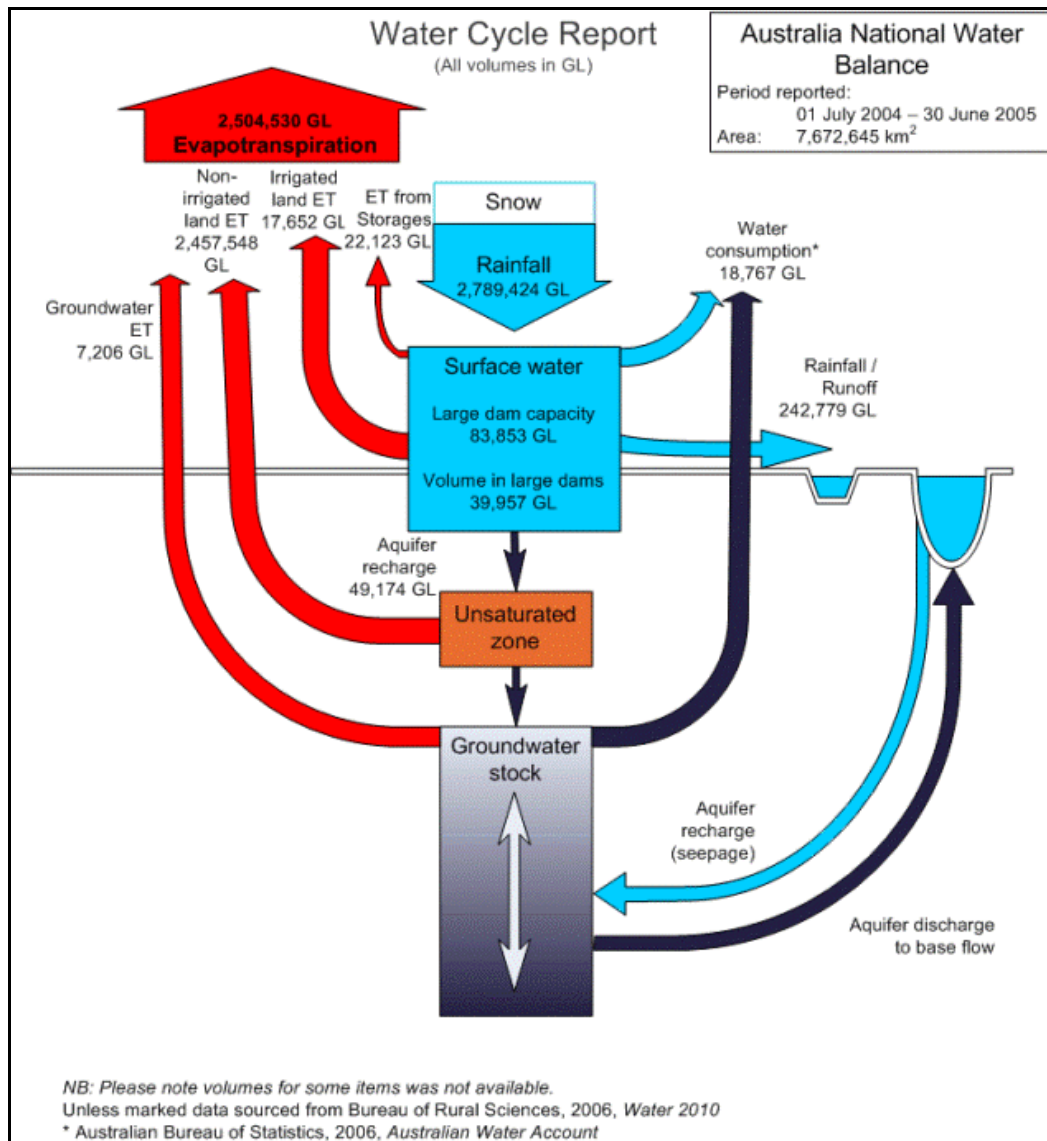 Water Cycle Report
(All volumes in GL)
Australia National Water
Balance
Period reported:
01 July 2004 – 30 June 2005
Area: 7,672,645 km²
2,504,530 GL
Evapotranspiration
Non-
irrigated
land ET
2,457,548
GL
Irrigated
land ET
17,652 GL
ET from
Storages
22,123 GL
Snow
Rainfall
2,789,424 GL
Water
consumption*
18,767 GL
Groundwater
ET
7,206 GL
Surface water
Large dam capacity
83,853 GL
Volume in large dams
39,957 GL
Rainfall /
Runoff
242,779 GL
Aquifer
recharge
49,174 GL
Unsaturated
zone
Groundwater
stock
Aquifer
recharge
(seepage)
Aquifer discharge
to base flow
NB: Please note volumes for some items was not available.
Unless marked data sourced from Bureau of Rural Sciences, 2006, Water 2010
* Australian Bureau of Statistics, 2006, Australian Water Account